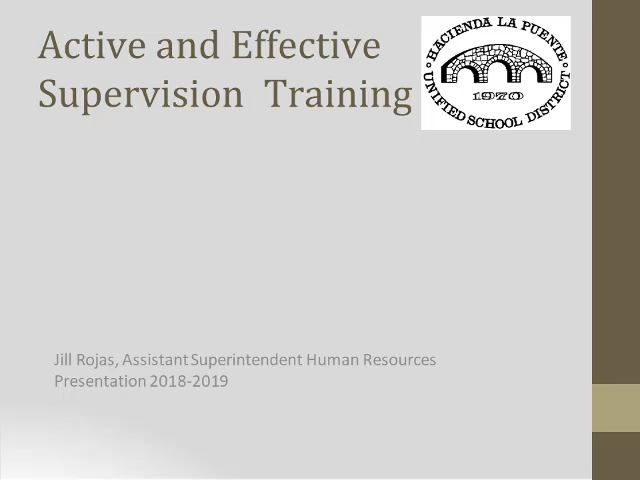 Active and Effective
Supervision Training
HACIENDA LA PUENTE
1970
UNIFIED SCHOOL DISTRICT
Jill Rojas, Assistant Superintendent Human Resources
Presentation 2018-2019